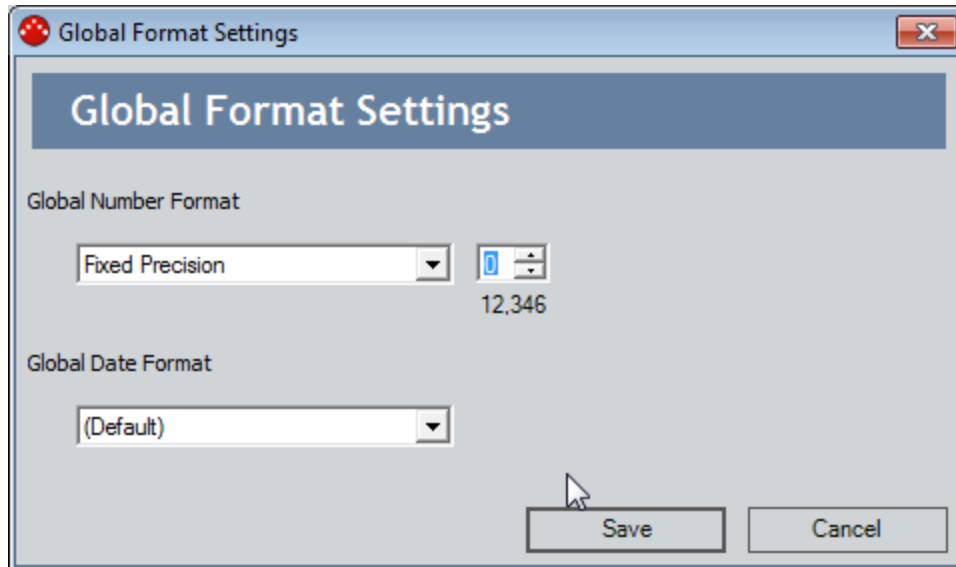 Global Format Settings
Global Format Settings
Global Number Format
Fixed Precision 0
12,346
Global Date Format
(Default)
Save Cancel